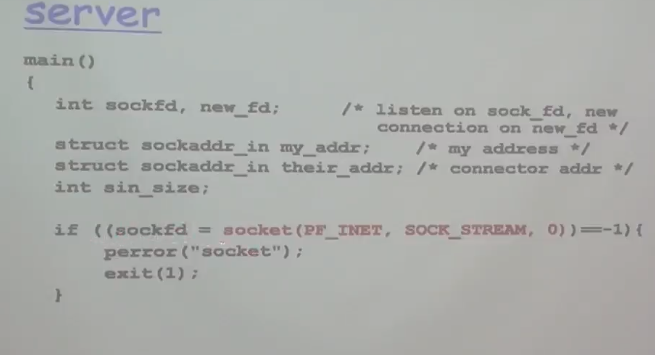 server
main()
{
int sockfd, new_fd; /* listen on sock_fd, new
connection on new_fd */
struct sockaddr_in my_addr; /* my address */
struct sockaddr_in their_addr; /* connector addr */
int sin_size;
if ((sockfd = socket(PF_INET, SOCK_STREAM, 0))==-1){
perror("socket");
exit(1);
}